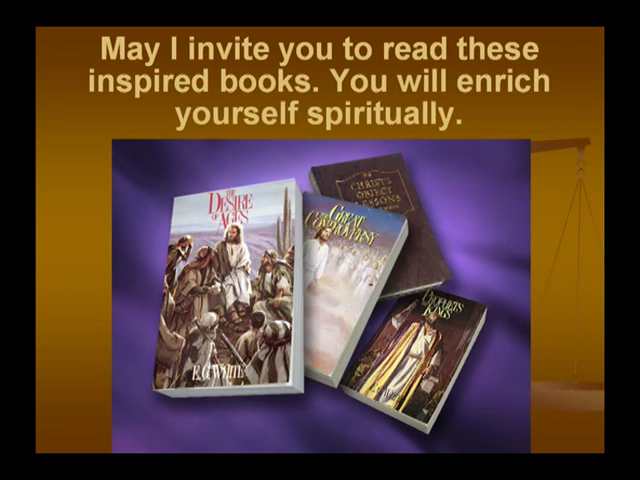 May I invite you to read these
inspired books. You will enrich
yourself spiritually.
THE
DESIRE
OF AGES
E. G. WHITE
THE GREAT
CONTROVERSY
CHRIST'S
OBJECT
LESSONS
PROPHETS
KINGS